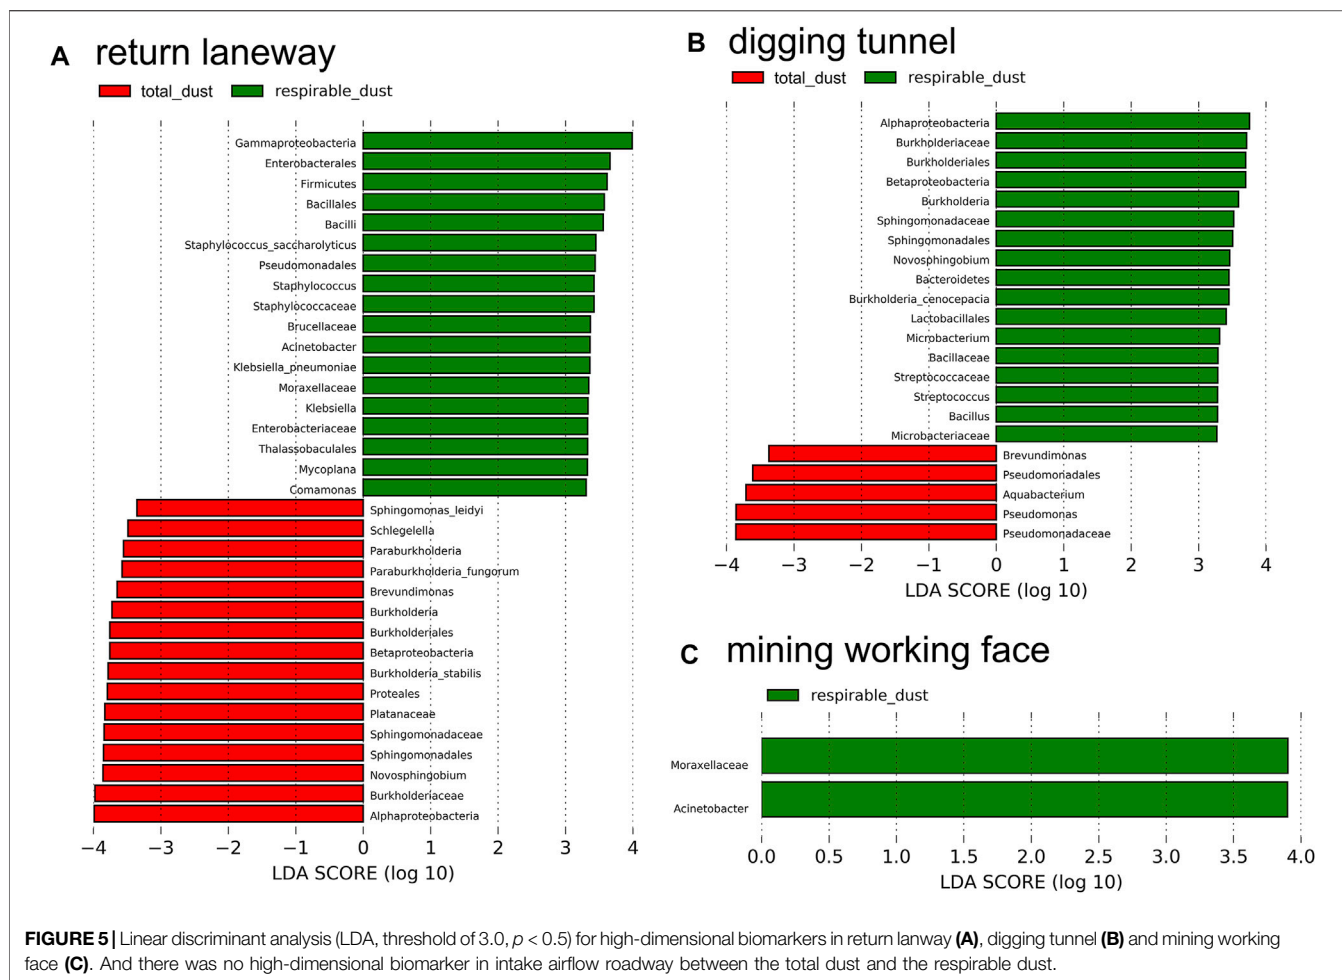 A return laneway
total_dust respirable_dust
Gammaproteobacteria
Enterobacterales
Firmicutes
Bacillales
Bacilli
Staphylococcus_saccharolyticus
Pseudomonadales
Staphylococcus
Staphylococcaceae
Brucellaceae
Acinetobacter
Klebsiella_pneumoniae
Moraxellaceae
Klebsiella
Enterobacteriaceae
Thalassobaculales
Mycoplana
Comamonas
Sphingomonas_leidyi
Schlegelella
Paraburkholderia
Paraburkholderia_fungorum
Brevundimonas
Burkholderia
Burkholderiales
Betaproteobacteria
Burkholderia_stabilis
Proteales
Platanaceae
Sphingomonadaceae
Sphingomonadales
Novosphingobium
Burkholderiaceae
Alphaproteobacteria
−4 −3 −2 −1 0 1 2 3 4
LDA SCORE (log 10)
B digging tunnel
total_dust respirable_dust
Alphaproteobacteria
Burkholderiaceae
Burkholderiales
Betaproteobacteria
Burkholderia
Sphingomonadaceae
Sphingomonadales
Novosphingobium
Bacteroidetes
Burkholderia_cenocepacia
Lactobacillales
Microbacterium
Bacillaceae
Streptococcaceae
Streptococcus
Bacillus
Microbacteriaceae
Brevundimonas
Pseudomonadales
Aquabacterium
Pseudomonas
Pseudomonadaceae
−4 −3 −2 −1 0 1 2 3 4
LDA SCORE (log 10)
C mining working face
respirable_dust
Moraxellaceae
Acinetobacter
0.0 0.5 1.0 1.5 2.0 2.5 3.0 3.5 4.0
LDA SCORE (log 10)
FIGURE 5 | Linear discriminant analysis (LDA, threshold of 3.0, p < 0.5) for high-dimensional biomarkers in return lanway (A), digging tunnel (B) and mining working
face (C). And there was no high-dimensional biomarker in intake airflow roadway between the total dust and the respirable dust.